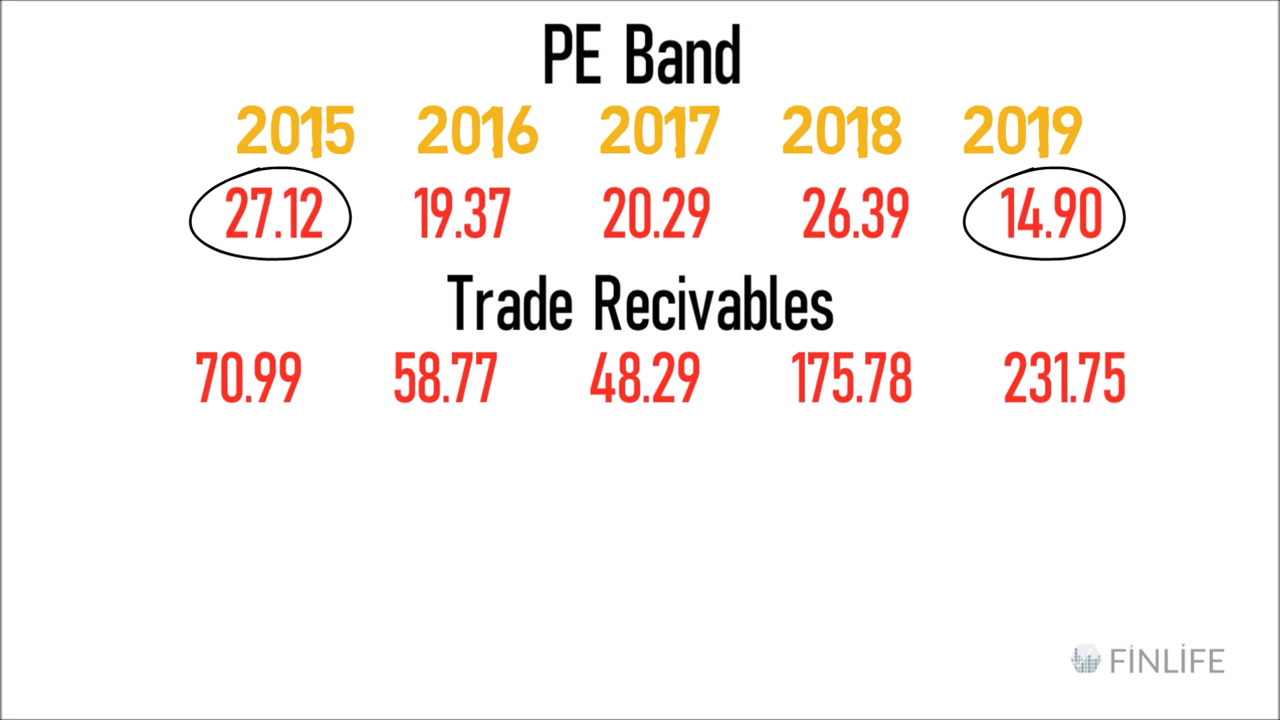 PE Band
2015 2016 2017 2018 2019
27.12 19.37 20.29 26.39 14.90
Trade Recivables
70.99 58.77 48.29 175.78 231.75
FINLIFE